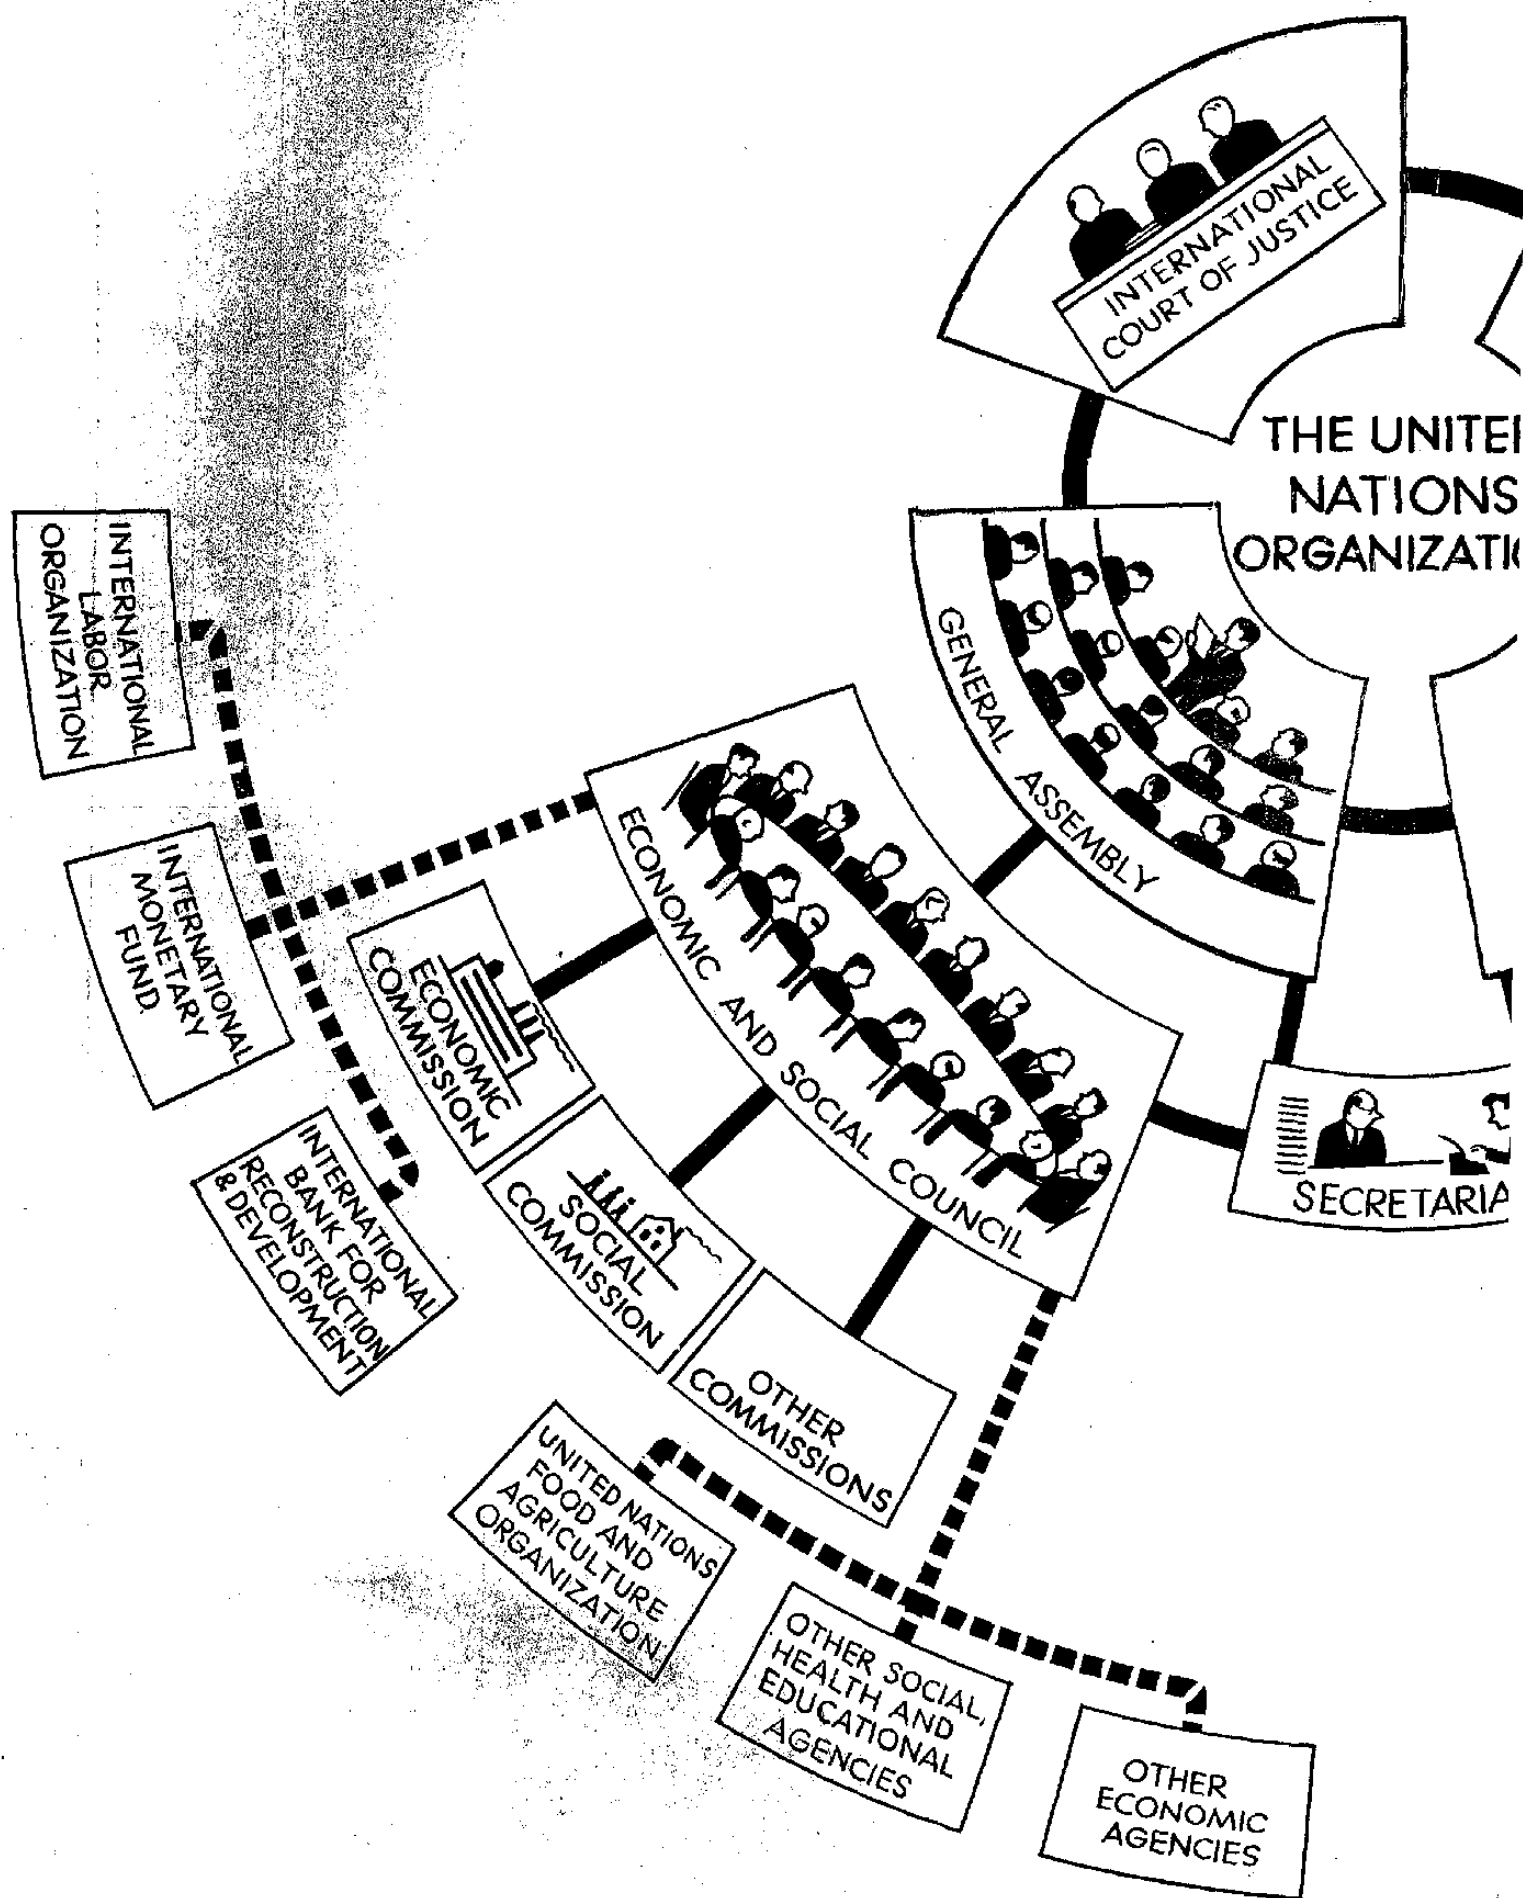 INTERNATIONAL
COURT OF JUSTICE
THE UNITE
NATIONS
ORGANIZATI
GENERAL ASSEMBLY
ECONOMIC AND SOCIAL COUNCIL
SECRETARIA
INTERNATIONAL
LABOR
ORGANIZATION
INTERNATIONAL
MONETARY
FUND.
INTERNATIONAL
BANK FOR
RECONSTRUCTION
& DEVELOPMENT
ECONOMIC
COMMISSION
SOCIAL
COMMISSION
OTHER
COMMISSIONS
UNITED NATIONS
FOOD AND
AGRICULTURE
ORGANIZATION
OTHER SOCIAL,
HEALTH AND
EDUCATIONAL
AGENCIES
OTHER
ECONOMIC
AGENCIES